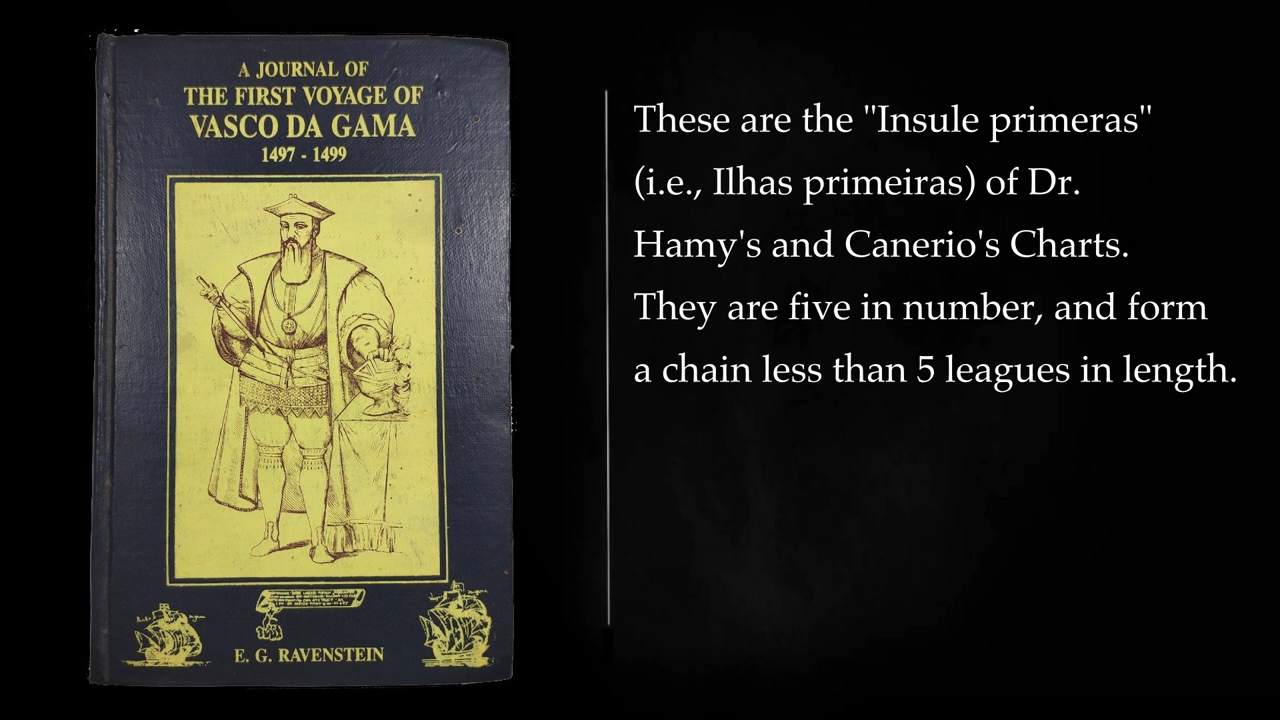 A JOURNAL OF
THE FIRST VOYAGE OF
VASCO DA GAMA
1497 - 1499
E. G. RAVENSTEIN
These are the "Insule primeras"
(i.e., Ilhas primeiras) of Dr.
Hamy's and Canerio's Charts.
They are five in number, and form
a chain less than 5 leagues in length.